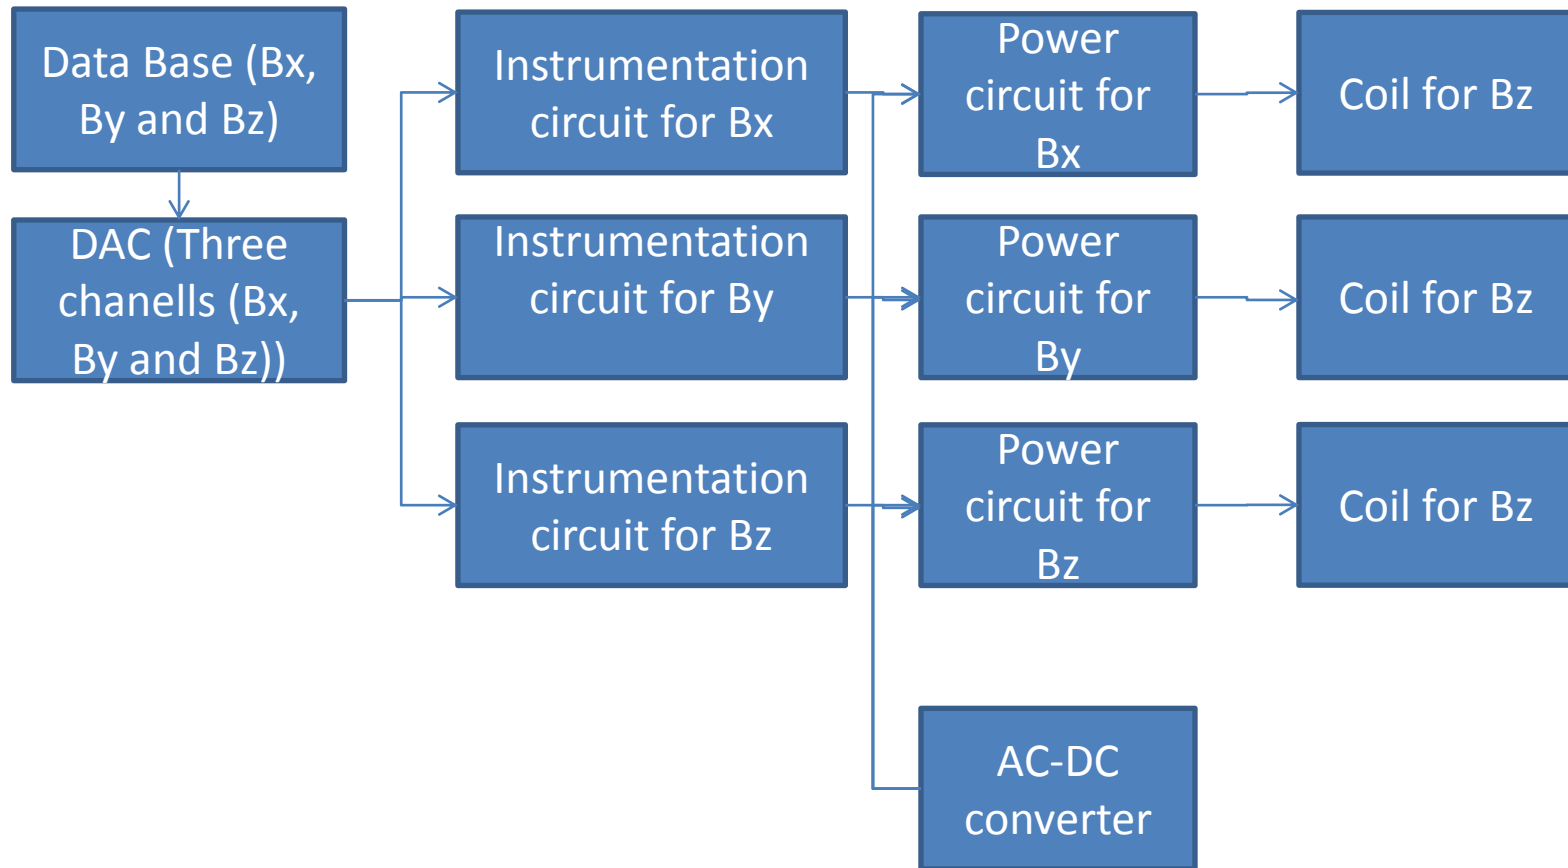 Data Base (Bx,
By and Bz)
DAC (Three
chanells (Bx,
By and Bz))
Instrumentation
circuit for Bx
Instrumentation
circuit for By
Instrumentation
circuit for Bz
Power
circuit for
Bx
Power
circuit for
By
Power
circuit for
Bz
AC-DC
converter
Coil for Bz
Coil for Bz
Coil for Bz